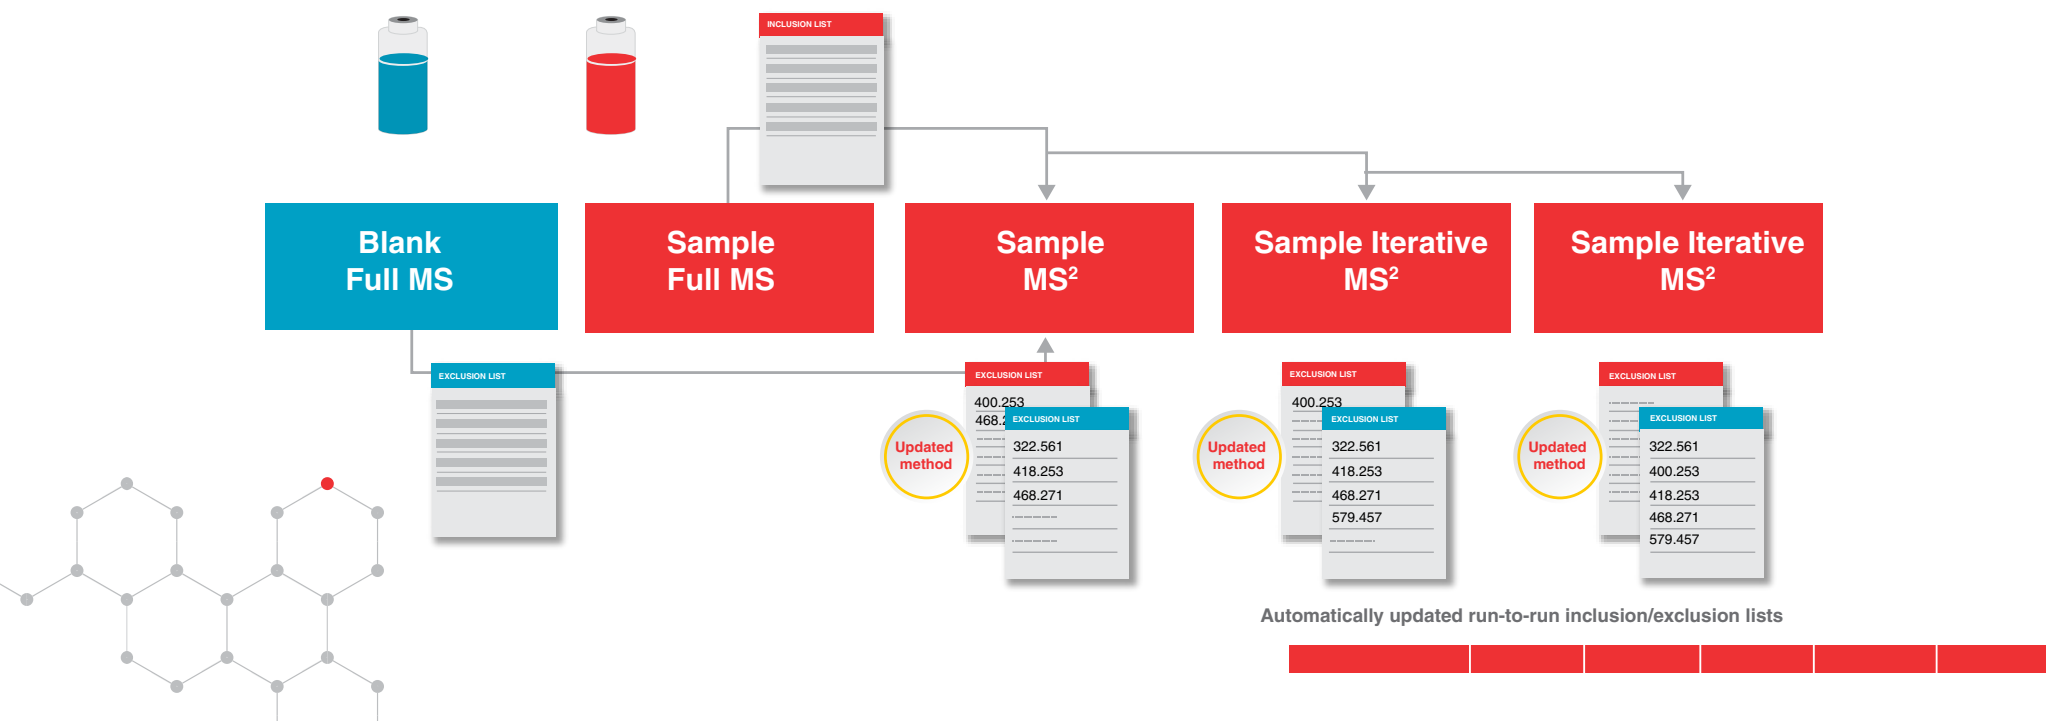 INCLUSION LIST
Blank
Full MS
Sample
Full MS
Sample
MS²
Sample Iterative
MS²
Sample Iterative
MS²
EXCLUSION LIST
EXCLUSION LIST
400.253
468.2
Updated
method
EXCLUSION LIST
322.561
418.253
468.271
EXCLUSION LIST
400.253
Updated
method
EXCLUSION LIST
322.561
418.253
468.271
579.457
EXCLUSION LIST
Updated
method
EXCLUSION LIST
322.561
400.253
418.253
468.271
579.457
Automatically updated run-to-run inclusion/exclusion lists